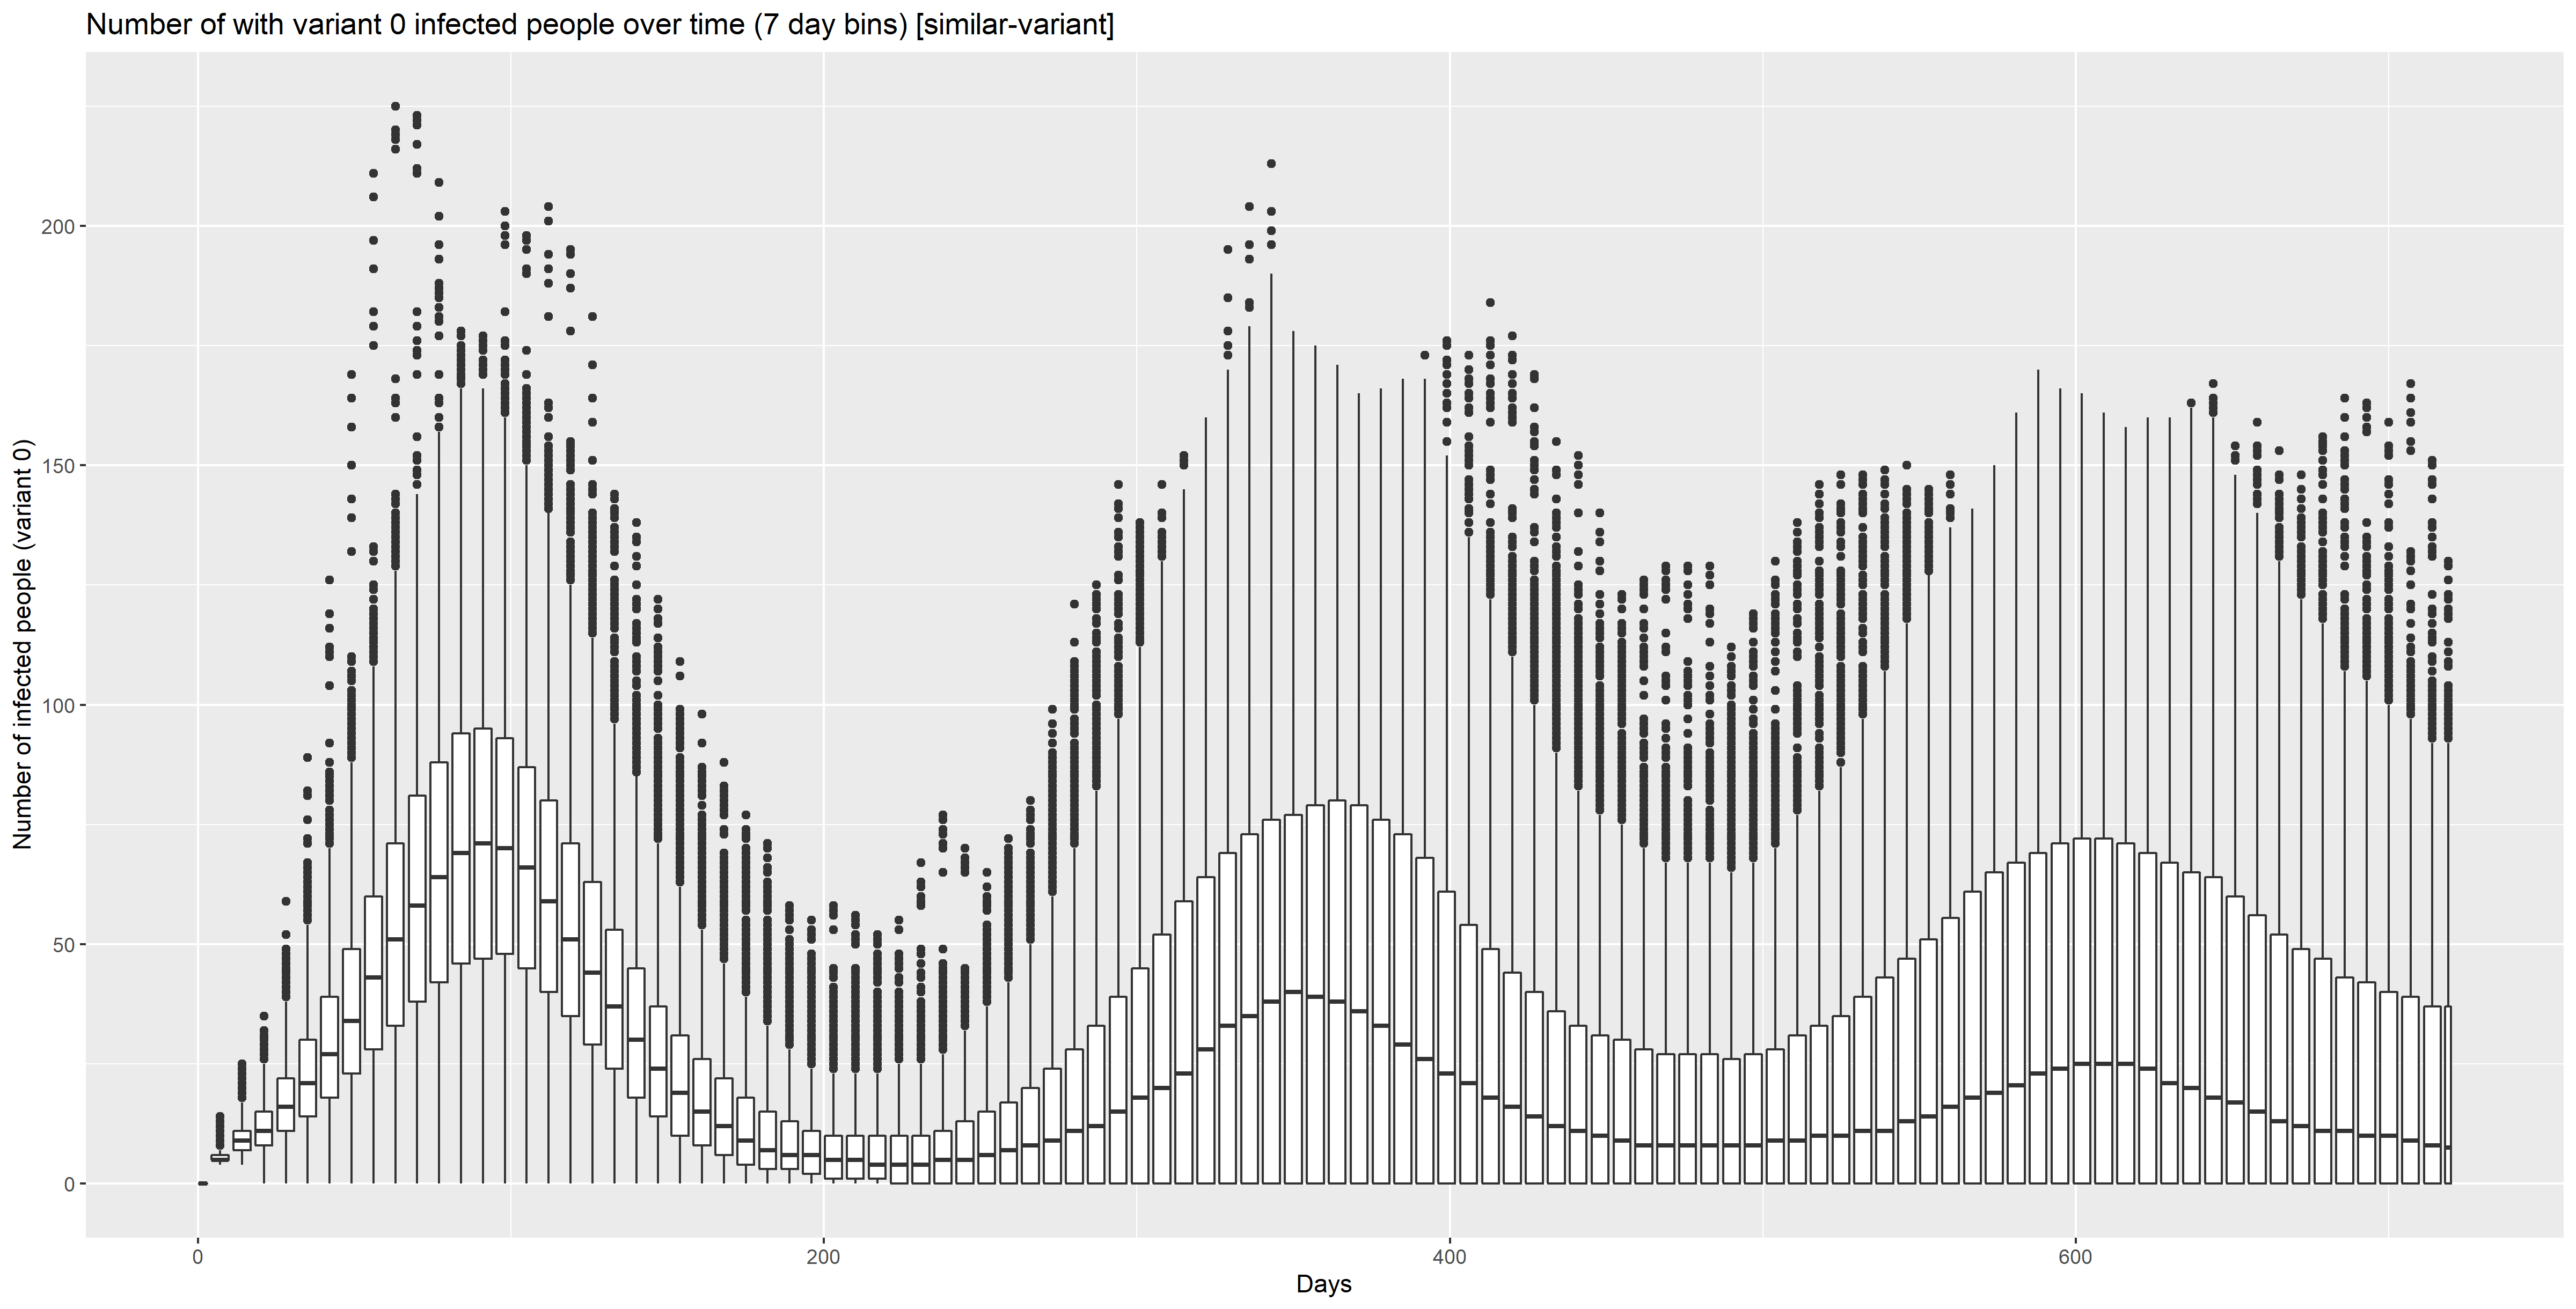 Number of with variant 0 infected people over time (7 day bins) [similar-variant]
Number of infected people (variant 0)
200
150
100
50
0
0 200 400 600
Days